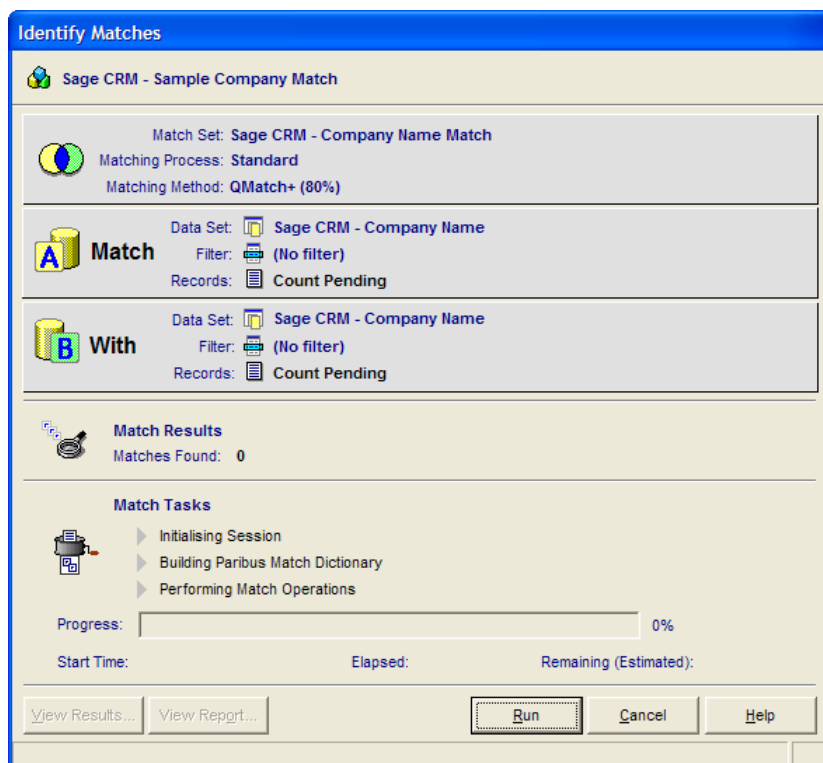 Identify Matches
Sage CRM - Sample Company Match
Match Set: Sage CRM - Company Name Match
Matching Process: Standard
Matching Method: QMatch+ (80%)
A Match
Data Set: Sage CRM - Company Name
Filter: (No filter)
Records: Count Pending
B With
Data Set: Sage CRM - Company Name
Filter: (No filter)
Records: Count Pending
Match Results
Matches Found: 0
Match Tasks
Initialising Session
Building Paribus Match Dictionary
Performing Match Operations
Progress: 0%
Start Time: Elapsed: Remaining (Estimated):
View Results... View Report... Run Cancel Help